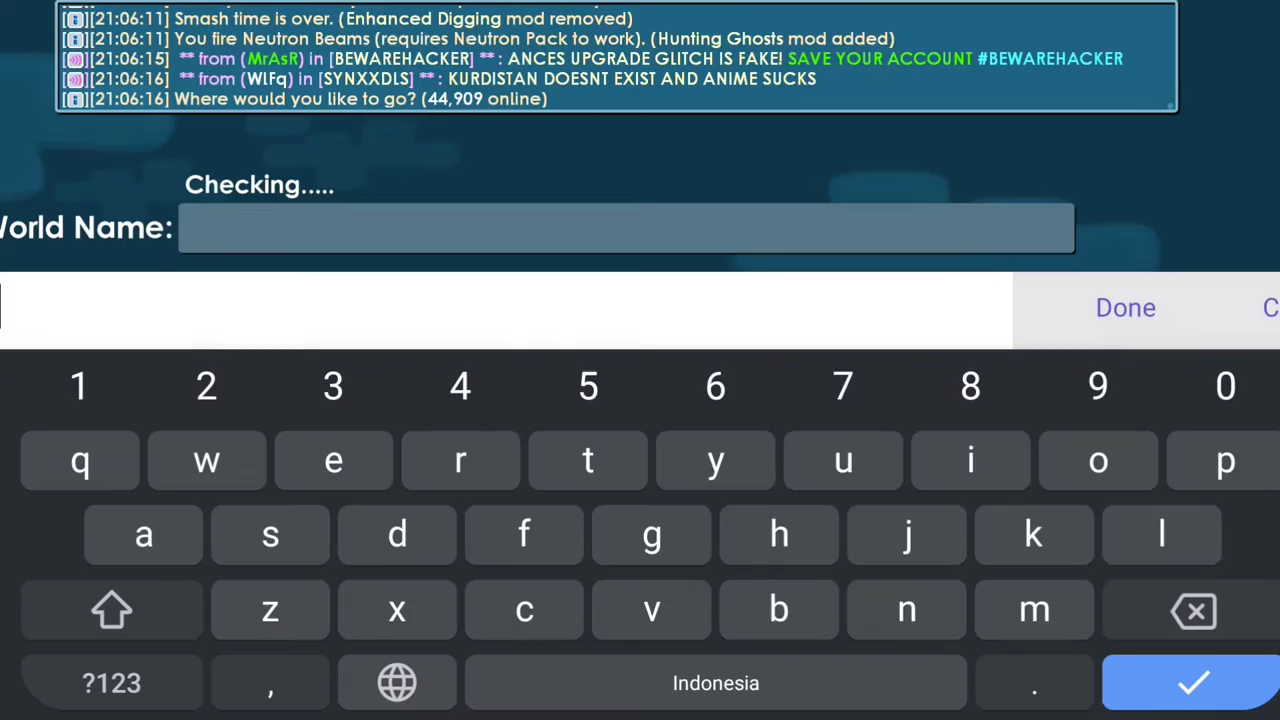 [i][21:06:11] Smash time is over. (Enhanced Digging mod removed)
[i][21:06:11] You fire Neutron Beams (requires Neutron Pack to work). (Hunting Ghosts mod added)
[21:06:15] ** from (MrAsR) in [BEWAREHACKER] ** : ANCES UPGRADE GLITCH IS FAKE! SAVE YOUR ACCOUNT #BEWAREHACKER
[21:06:16] ** from (WIFq) in [SYNXXDLS] ** : KURDISTAN DOESNT EXIST AND ANIME SUCKS
[i][21:06:16] Where would you like to go? (44,909 online)
Checking.....
World Name:
Done C
1 2 3 4 5 6 7 8 9 0
q w e r t y u i o p
a s d f g h j k l
z x c v b n m
?123 , Indonesia .